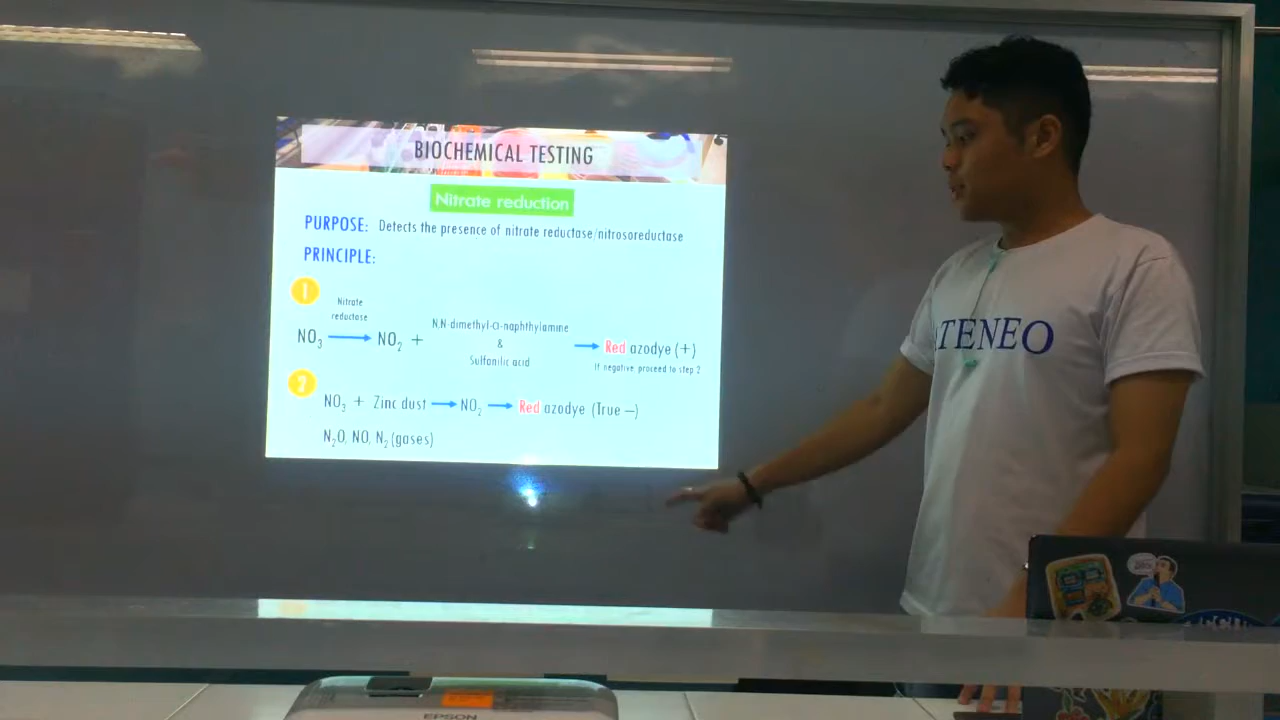 BIOCHEMICAL TESTING
Nitrate reduction
PURPOSE: Detects the presence of nitrate reductase/nitrosoreductase
PRINCIPLE:
1
Nitrate
reductase
NO₃ → NO₂ +
N,N-dimethyl-α-naphthylamine
&
Sulfanilic acid
→ Red azodye (+)
If negative proceed to step 2
2
NO₃ + Zinc dust → NO₂ → Red azodye (True –)
N₂O, NO, N₂ (gases)
ATENEO
EPSON